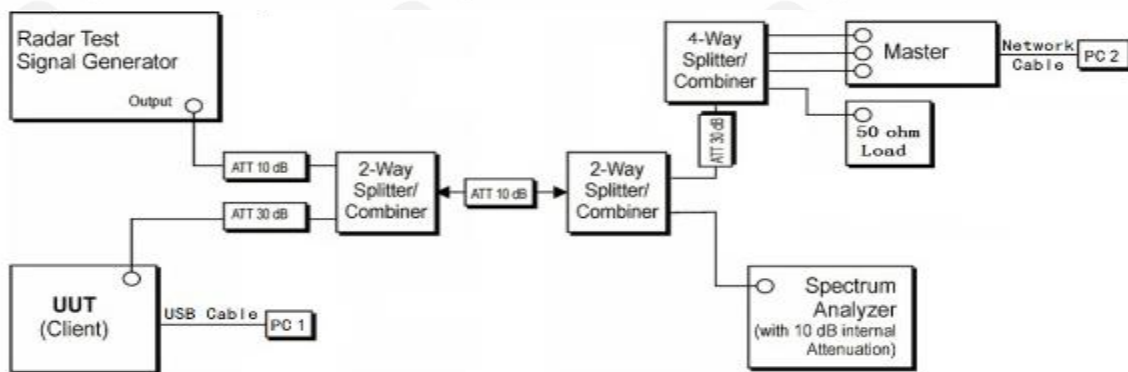 Radar Test
Signal Generator
Output
ATT 10 dB
ATT 30 dB
2-Way
Splitter/
Combiner
ATT 10 dB
2-Way
Splitter/
Combiner
4-Way
Splitter/
Combiner
ATT 30 dB
Master
Network
Cable
PC 2
50 ohm
Load
UUT
(Client)
USB Cable
PC 1
Spectrum
Analyzer
(with 10 dB internal
Attenuation)